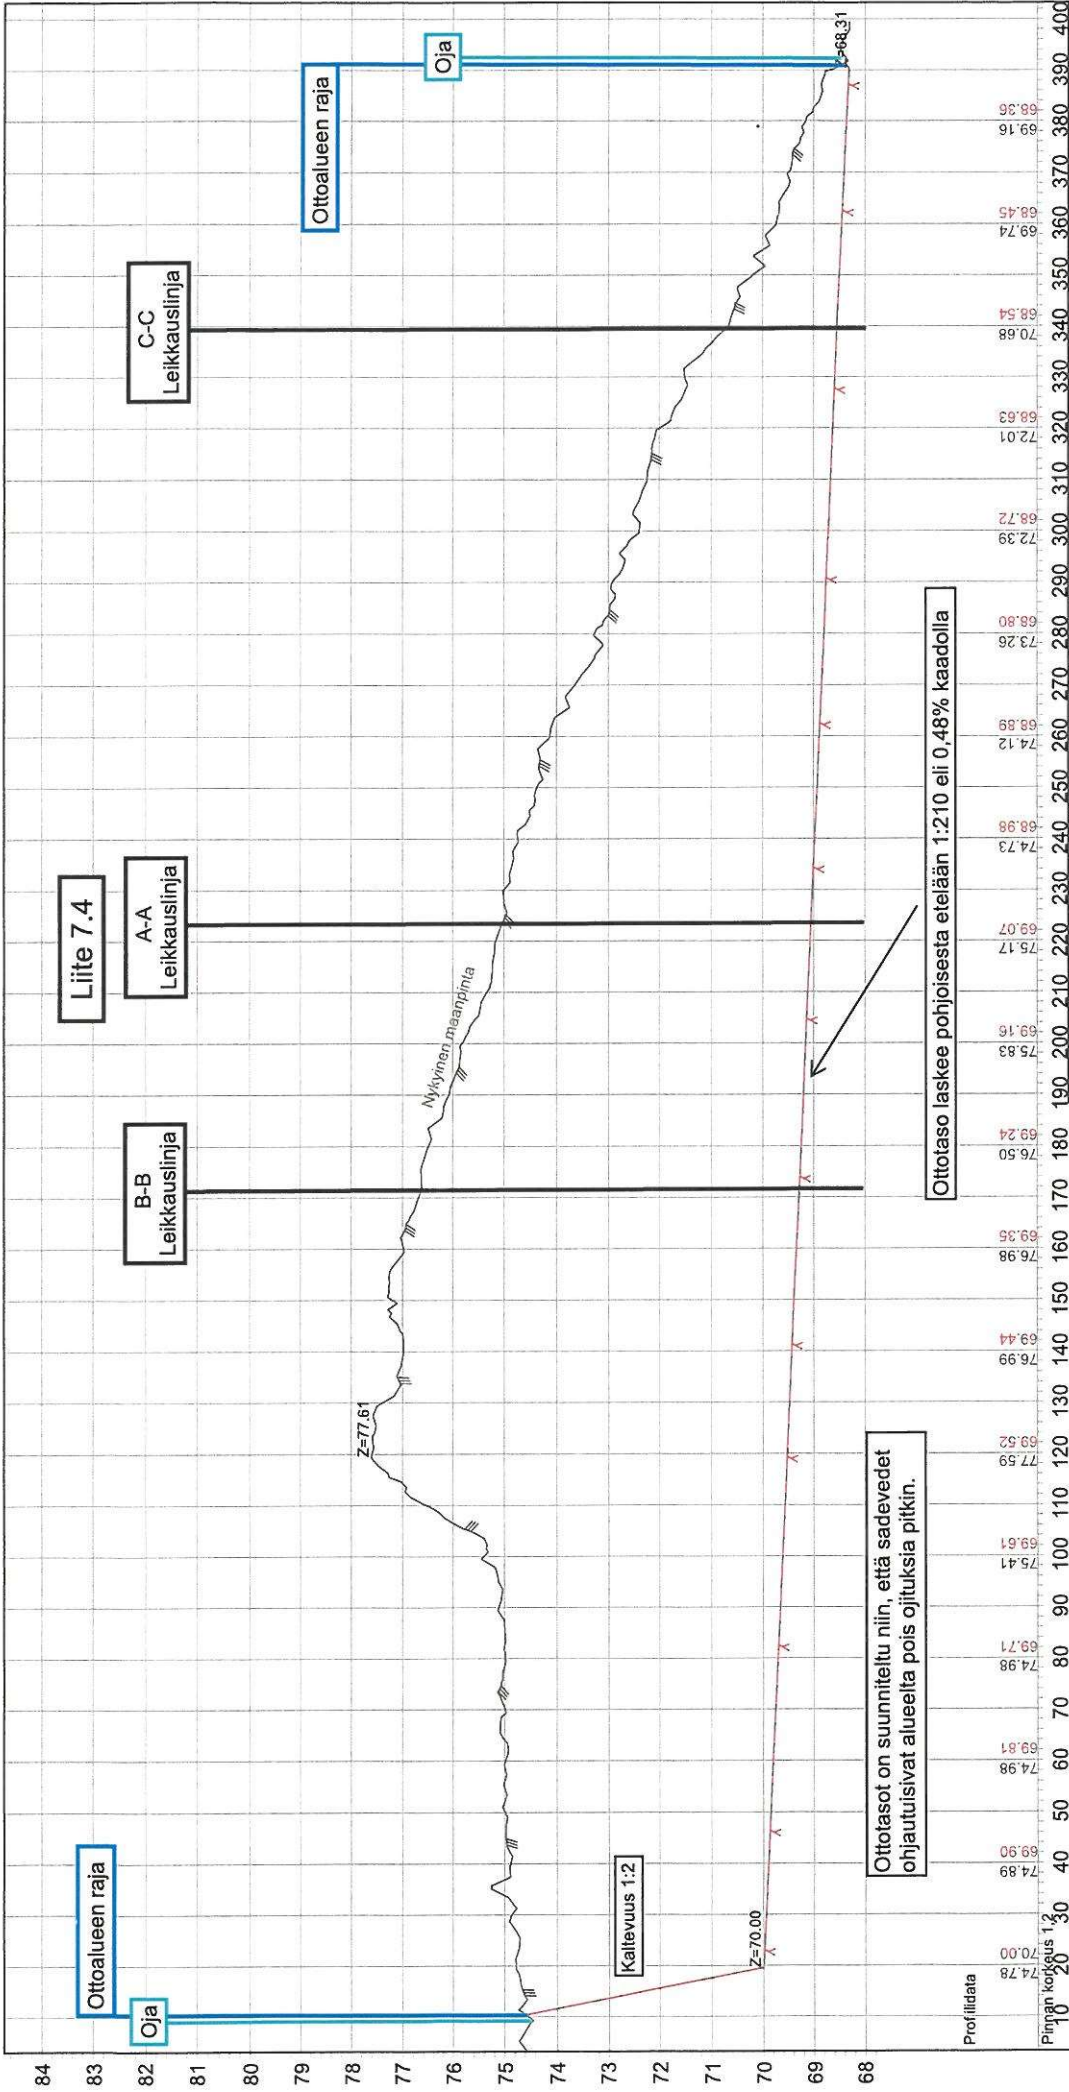 Liite 7.4
Ottoalueen raja
Oja
B-B
Leikkauslinja
A-A
Leikkauslinja
C-C
Leikkauslinja
Ottoalueen raja
Oja
84
83
82
81
80
79
78
77
76
75
74
73
72
71
70
69
68
Z=77.61
Nykyinen maanpinta
Z=68.31
Kaltevuus 1:2
Z=70.00
Ottotasot on suunniteltu niin, että sadevedet
ohjautuisivat alueelta pois ojituksia pitkin.
Ottotaso laskee pohjoisesta etelään 1:210 eli 0,48% kaadolla
Profiilidata
70.00 69.90 69.81 69.71 69.61 69.52 69.44 69.35 69.24 69.16 69.07 68.98 68.89 68.80 68.72 68.63 68.54 68.45 68.36
74.78 74.89 74.98 74.98 75.41 77.59 76.99 76.98 76.50 75.83 75.17 74.73 74.12 73.26 72.39 72.01 70.68 69.74 69.16
Pinnan korkeus 1,2
10 20 30 40 50 60 70 80 90 100 110 120 130 140 150 160 170 180 190 200 210 220 230 240 250 260 270 280 290 300 310 320 330 340 350 360 370 380 390 400